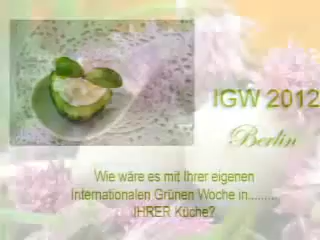 IGW 2012
Berlin
Wie wäre es mit Ihrer eigenen
Internationalen Grünen Woche in........
IHRER Küche?